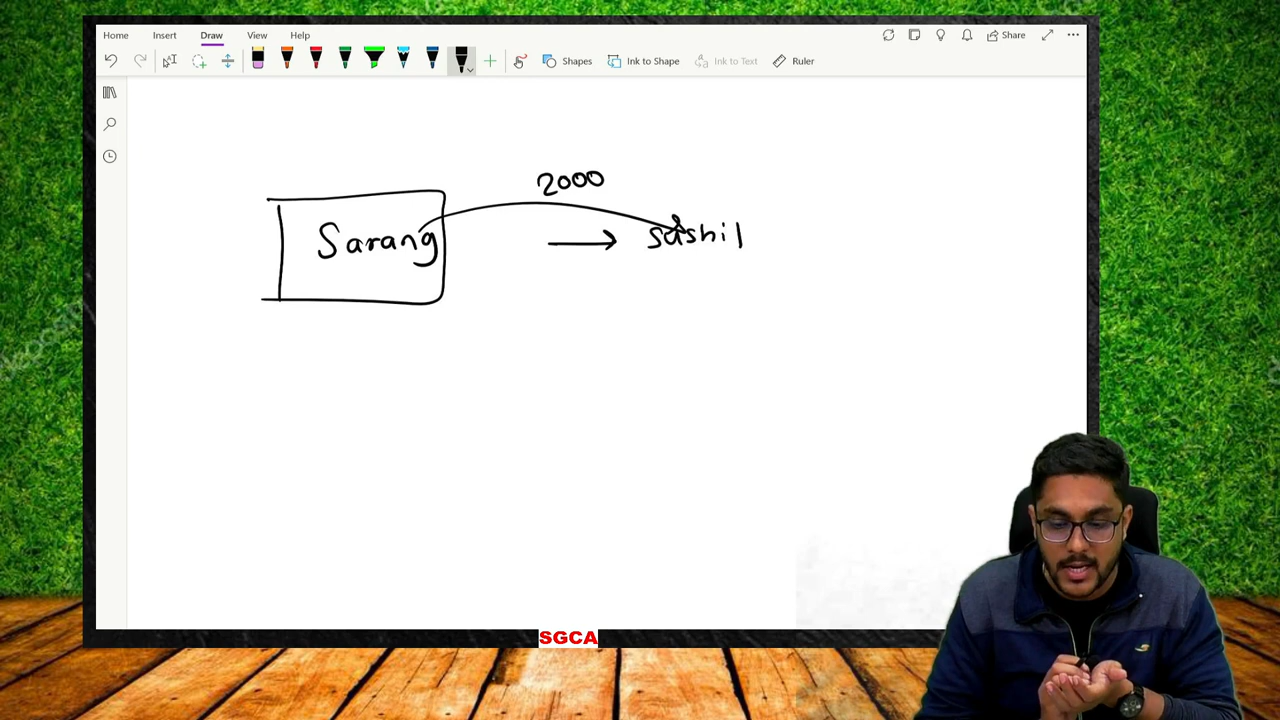 Home Insert Draw View Help Share
Shapes Ink to Shape Ink to Text Ruler
2000
Sarang → sushil
SGCA